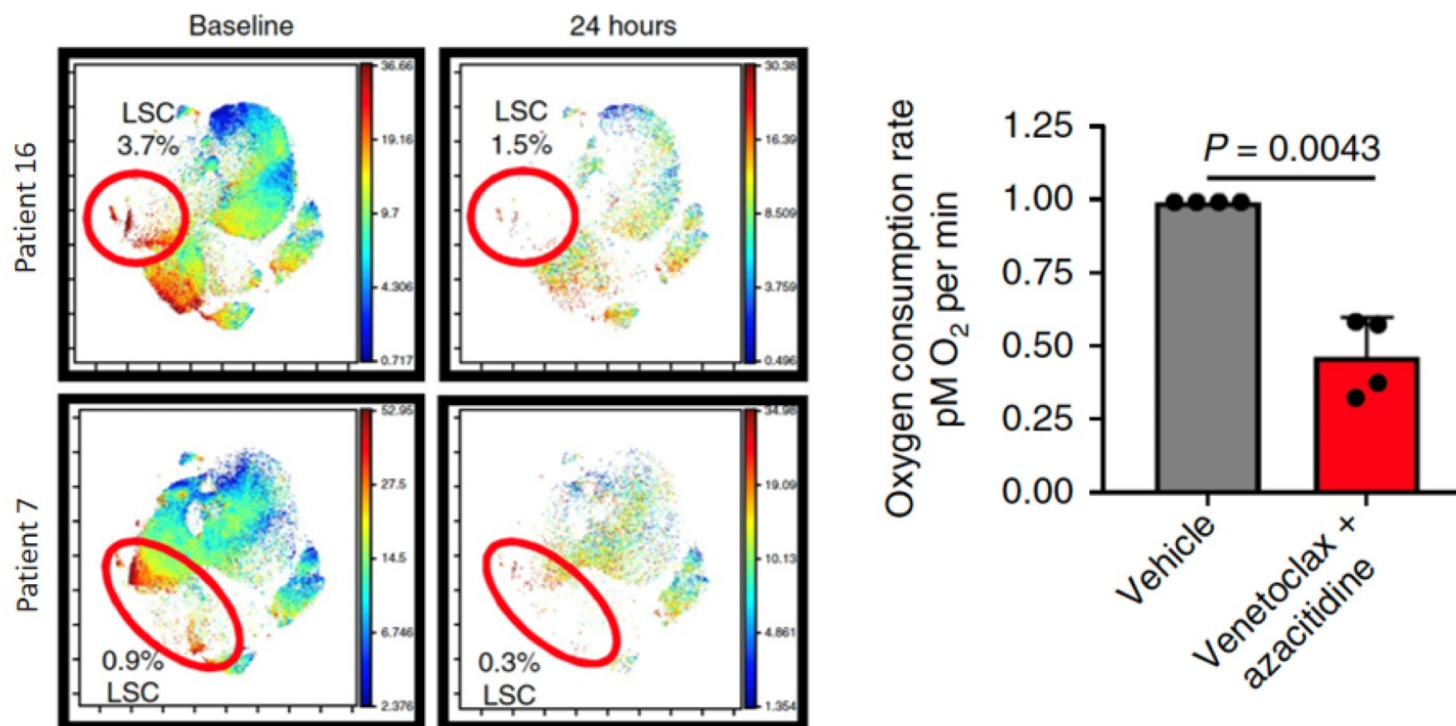 Baseline
24 hours
Patient 16
LSC
3.7%
36.66
19.16
9.7
4.306
0.717
LSC
1.5%
30.38
16.39
8.509
3.759
0.496
Patient 7
0.9%
LSC
52.95
27.5
14.5
6.746
2.376
0.3%
LSC
34.98
19.09
10.13
4.861
1.354
Oxygen consumption rate
pM O₂ per min
1.25
1.00
0.75
0.50
0.25
0.00
P = 0.0043
Vehicle
Venetoclax +
azacitidine